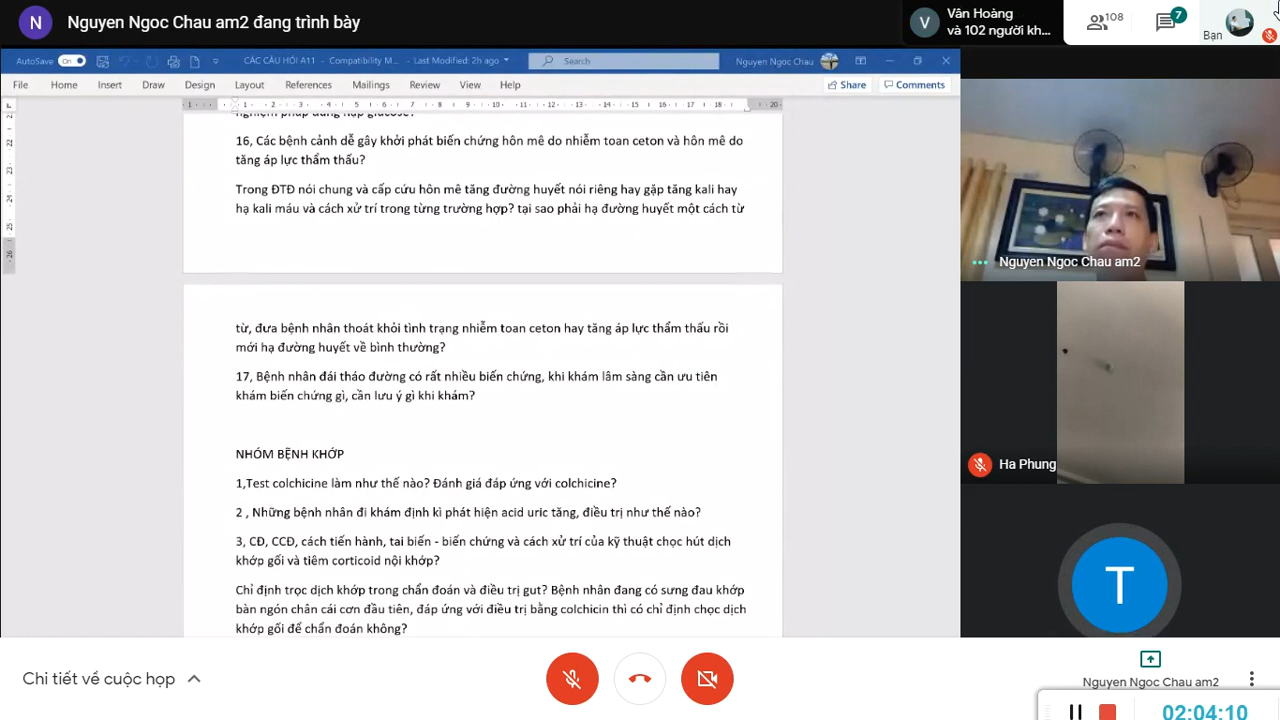 N Nguyen Ngoc Chau am2 đang trình bày
V Vân Hoàng
và 102 người kh...
108
7
Bạn
AutoSave On
CÁC CÂU HỎI A11 - Compatibility M... - Last Modified: 2h ago
Search
Nguyen Ngoc Chau
File Home Insert Draw Design Layout References Mailings Review View Help
Share Comments
16, Các bệnh cảnh dễ gây khởi phát biến chứng hôn mê do nhiễm toan ceton và hôn mê do
tăng áp lực thẩm thấu?
Trong ĐTĐ nói chung và cấp cứu hôn mê tăng đường huyết nói riêng hay gặp tăng kali hay
hạ kali máu và cách xử trí trong từng trường hợp? tại sao phải hạ đường huyết một cách từ
từ, đưa bệnh nhân thoát khỏi tình trạng nhiễm toan ceton hay tăng áp lực thẩm thấu rồi
mới hạ đường huyết về bình thường?
17, Bệnh nhân đái tháo đường có rất nhiều biến chứng, khi khám lâm sàng cần ưu tiên
khám biến chứng gì, cần lưu ý gì khi khám?
NHÓM BỆNH KHỚP
1,Test colchicine làm như thế nào? Đánh giá đáp ứng với colchicine?
2 , Những bệnh nhân đi khám định kì phát hiện acid uric tăng, điều trị như thế nào?
3, CĐ, CCĐ, cách tiến hành, tai biến - biến chứng và cách xử trí của kỹ thuật chọc hút dịch
khớp gối và tiêm corticoid nội khớp?
Chỉ định trọc dịch khớp trong chẩn đoán và điều trị gut? Bệnh nhân đang có sưng đau khớp
bàn ngón chân cái cơn đầu tiên, đáp ứng với điều trị bằng colchicin thì có chỉ định chọc dịch
khớp gối để chẩn đoán không?
Nguyen Ngoc Chau am2
Ha Phung
T
Chi tiết về cuộc họp
Nguyen Ngoc Chau am2
02:04:10